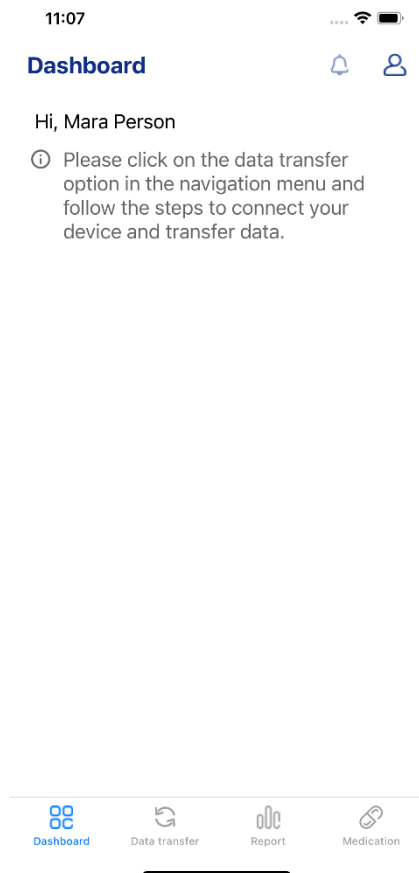 11:07
Dashboard
Hi, Mara Person
Please click on the data transfer
option in the navigation menu and
follow the steps to connect your
device and transfer data.
Dashboard
Data transfer
Report
Medication